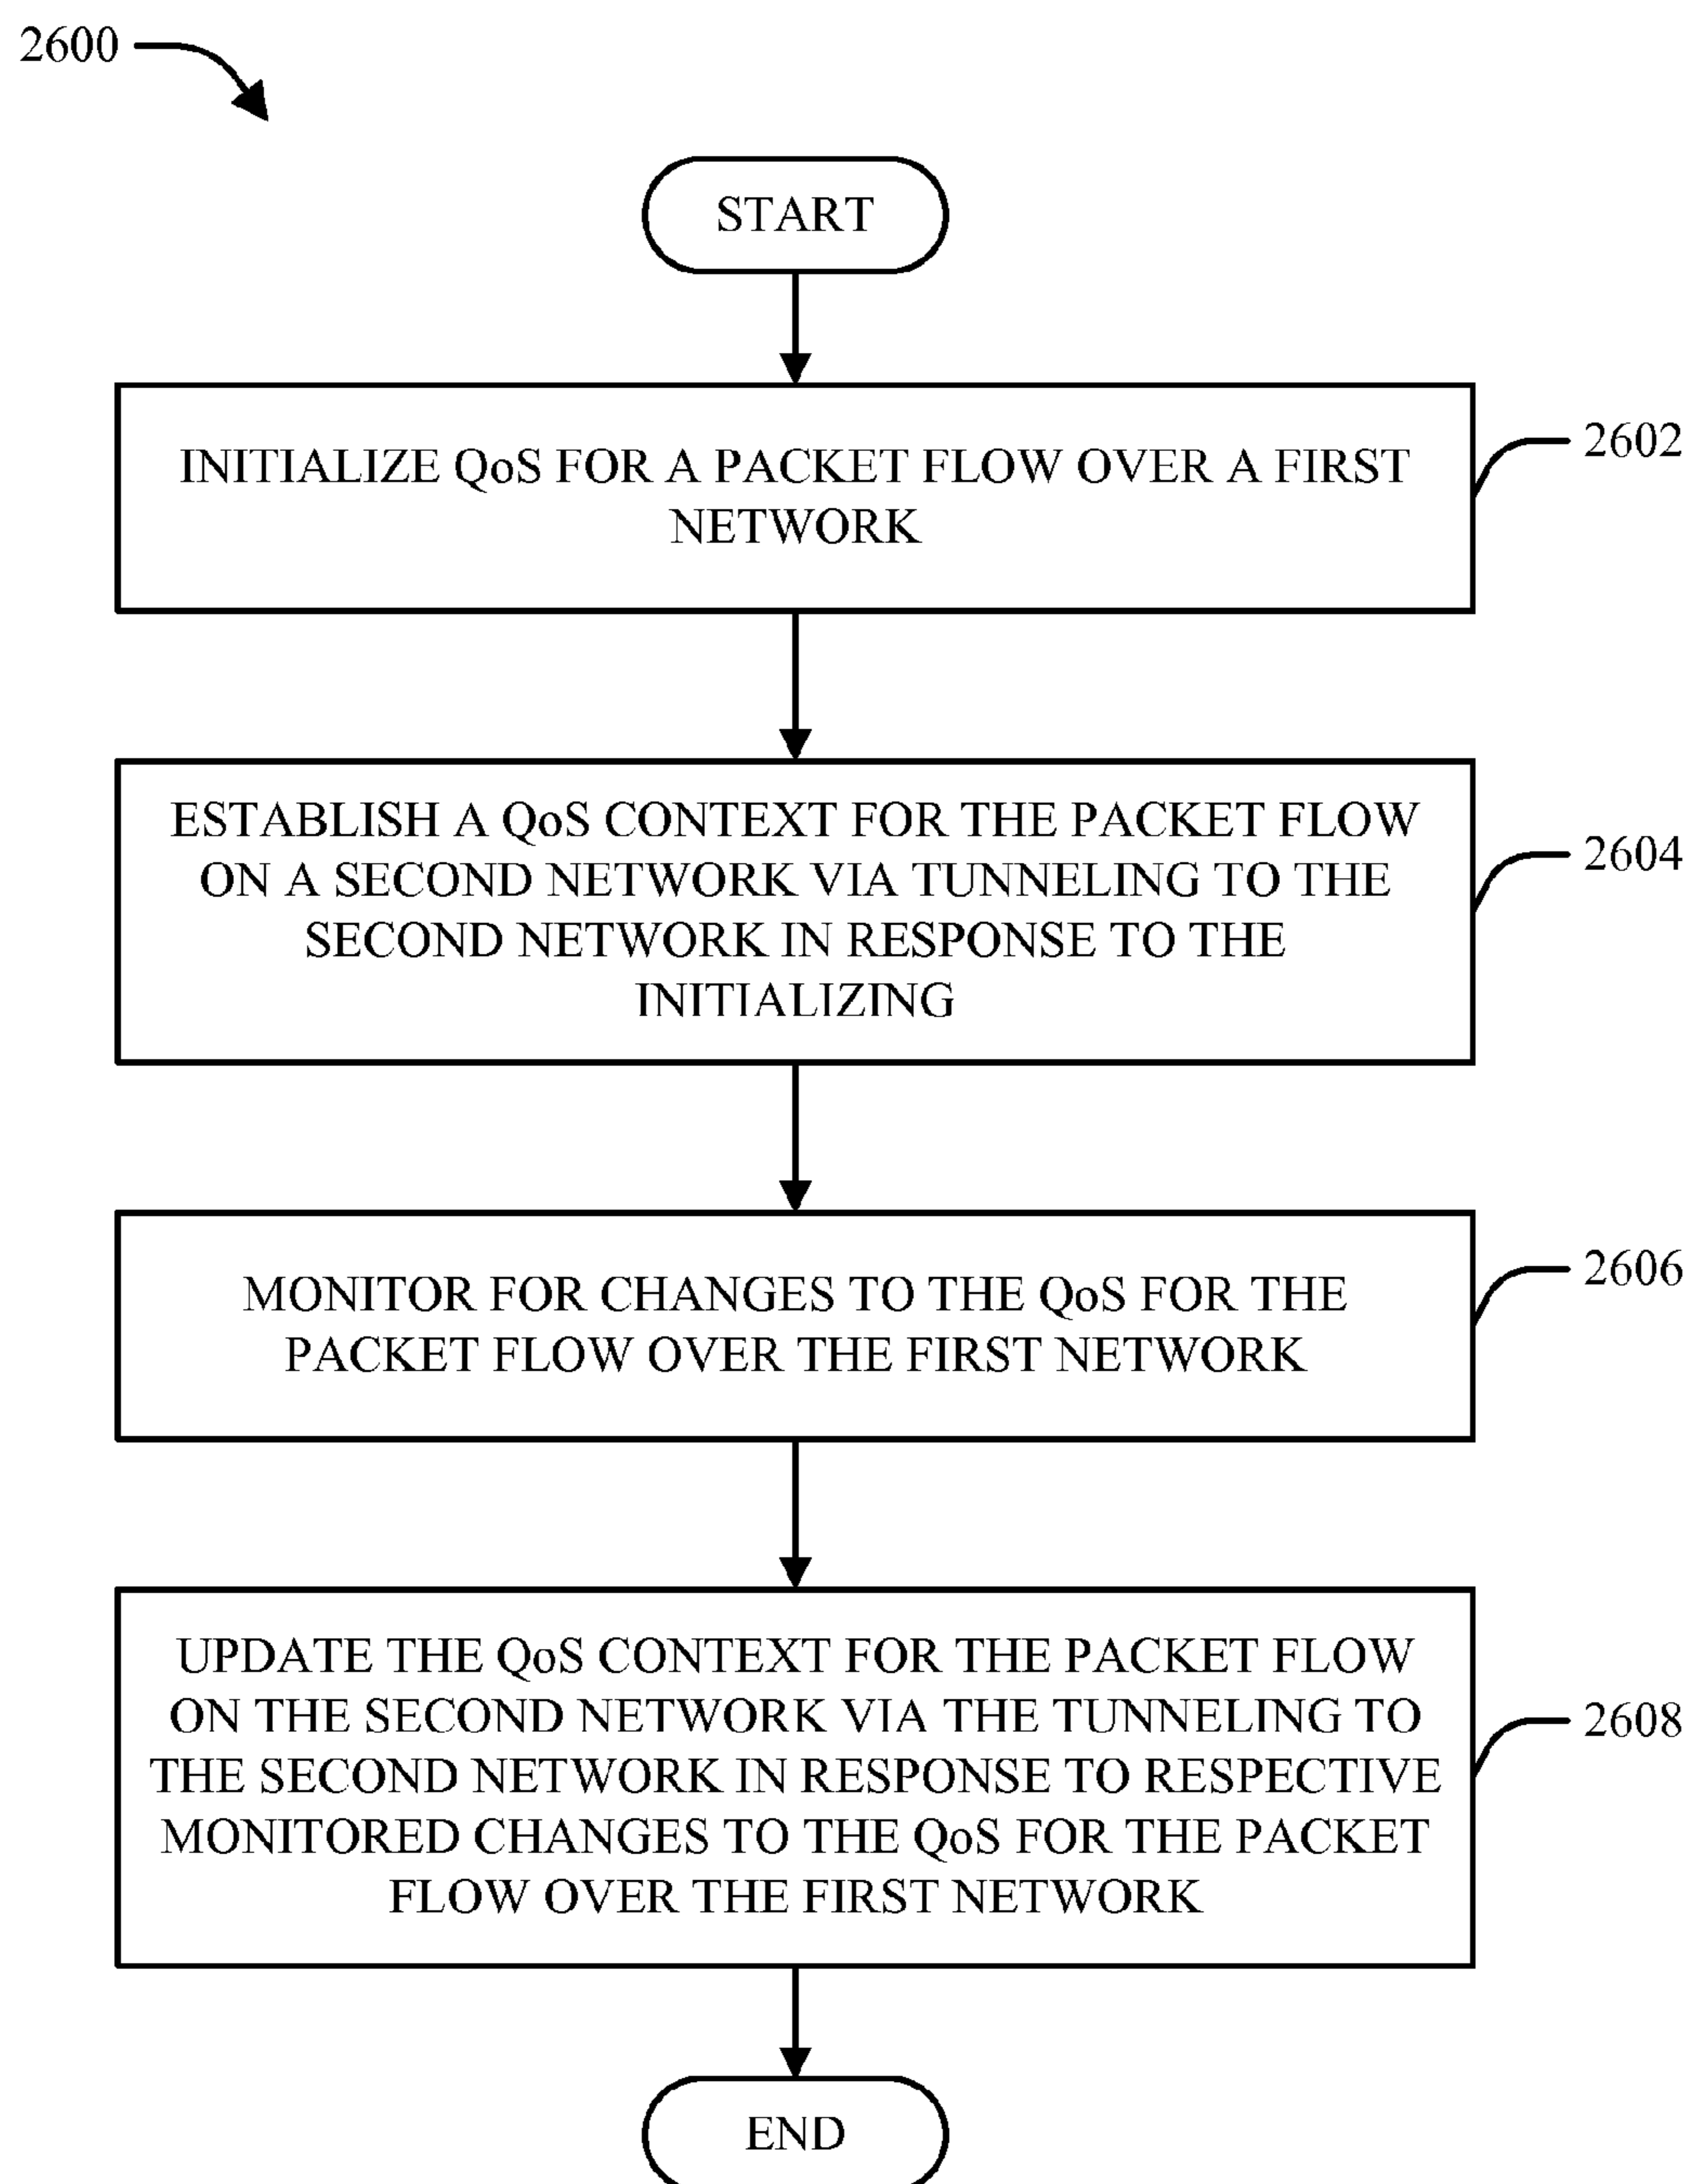 2600
START
INITIALIZE QoS FOR A PACKET FLOW OVER A FIRST
NETWORK
2602
ESTABLISH A QoS CONTEXT FOR THE PACKET FLOW
ON A SECOND NETWORK VIA TUNNELING TO THE
SECOND NETWORK IN RESPONSE TO THE
INITIALIZING
2604
MONITOR FOR CHANGES TO THE QoS FOR THE
PACKET FLOW OVER THE FIRST NETWORK
2606
UPDATE THE QoS CONTEXT FOR THE PACKET FLOW
ON THE SECOND NETWORK VIA THE TUNNELING TO
THE SECOND NETWORK IN RESPONSE TO RESPECTIVE
MONITORED CHANGES TO THE QoS FOR THE PACKET
FLOW OVER THE FIRST NETWORK
2608
END